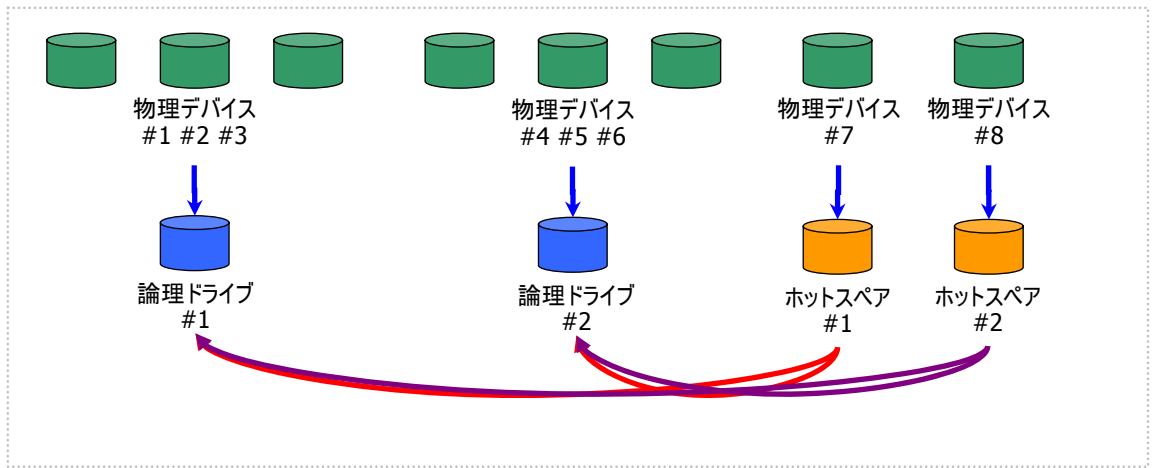 物理デバイス
#1 #2 #3
物理デバイス
#4 #5 #6
物理デバイス
#7
物理デバイス
#8
論理ドライブ
#1
論理ドライブ
#2
ホットスペア
#1
ホットスペア
#2